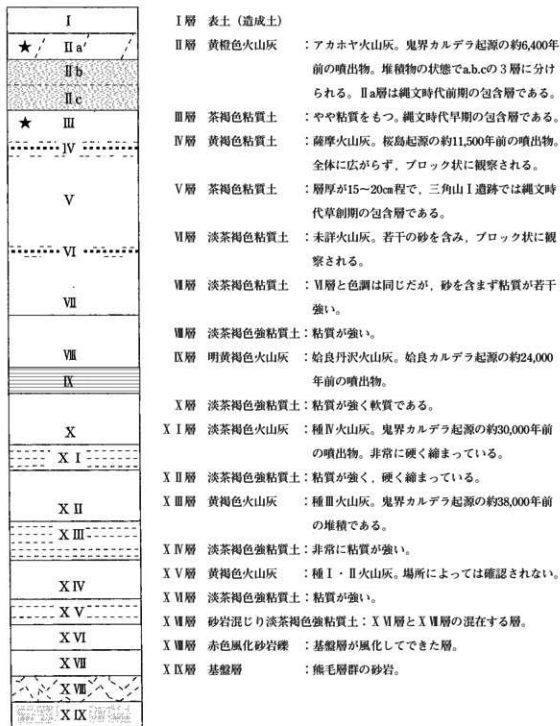 I
★ IIa'
IIb
IIc
★ III
IV
V
VI
VII
VIII
IX
X
XI
XII
XIII
XIV
XV
XVI
XVII
XVIII
XIX
I層 表土（造成土）
II層 黄橙色火山灰 ：アカホヤ火山灰。鬼界カルデラ起源の約6,400年
前の噴出物。堆積物の状態でa.b.cの3層に分け
られる。IIa層は縄文時代前期の包含層である。
III層 茶褐色粘質土 ：やや粘質をもつ。縄文時代早期の包含層である。
IV層 黄褐色粘質土 ：薩摩火山灰。桜島起源の約11,500年前の噴出物。
全体に広がらず，ブロック状に観察される。
V層 茶褐色粘質土 ：層厚が15～20cm程で，三角山I遺跡では縄文時
代草創期の包含層である。
VI層 淡茶褐色粘質土 ：未詳火山灰。若干の砂を含み，ブロック状に観
察される。
VII層 淡茶褐色粘質土 ：VI層と色調は同じだが，砂を含まず粘質が若干
強い。
VIII層 淡茶褐色強粘質土：粘質が強い。
IX層 明黄褐色火山灰 ：姶良丹沢火山灰。姶良カルデラ起源の約24,000
年前の噴出物。
X層 淡茶褐色強粘質土：粘質が強く軟質である。
XI層 淡茶褐色火山灰 ：種IV火山灰。鬼界カルデラ起源の約30,000年前
の噴出物。非常に硬く締まっている。
XII層 淡茶褐色強粘質土：粘質が強く，硬く締まっている。
XIII層 黄褐色火山灰 ：種III火山灰。鬼界カルデラ起源の約38,000年前
の堆積である。
XIV層 淡茶褐色強粘質土：非常に粘質が強い。
XV層 黄褐色火山灰 ：種I・II火山灰。場所によっては確認されない。
XVI層 淡茶褐色強粘質土：粘質が強い。
XVII層 砂岩混じり淡茶褐色強粘質土：XVI層とXVIII層の混在する層。
XVIII層 赤色風化砂岩礫 ：基盤層が風化してできた層。
XIX層 基盤層 ：熊毛層群の砂岩。